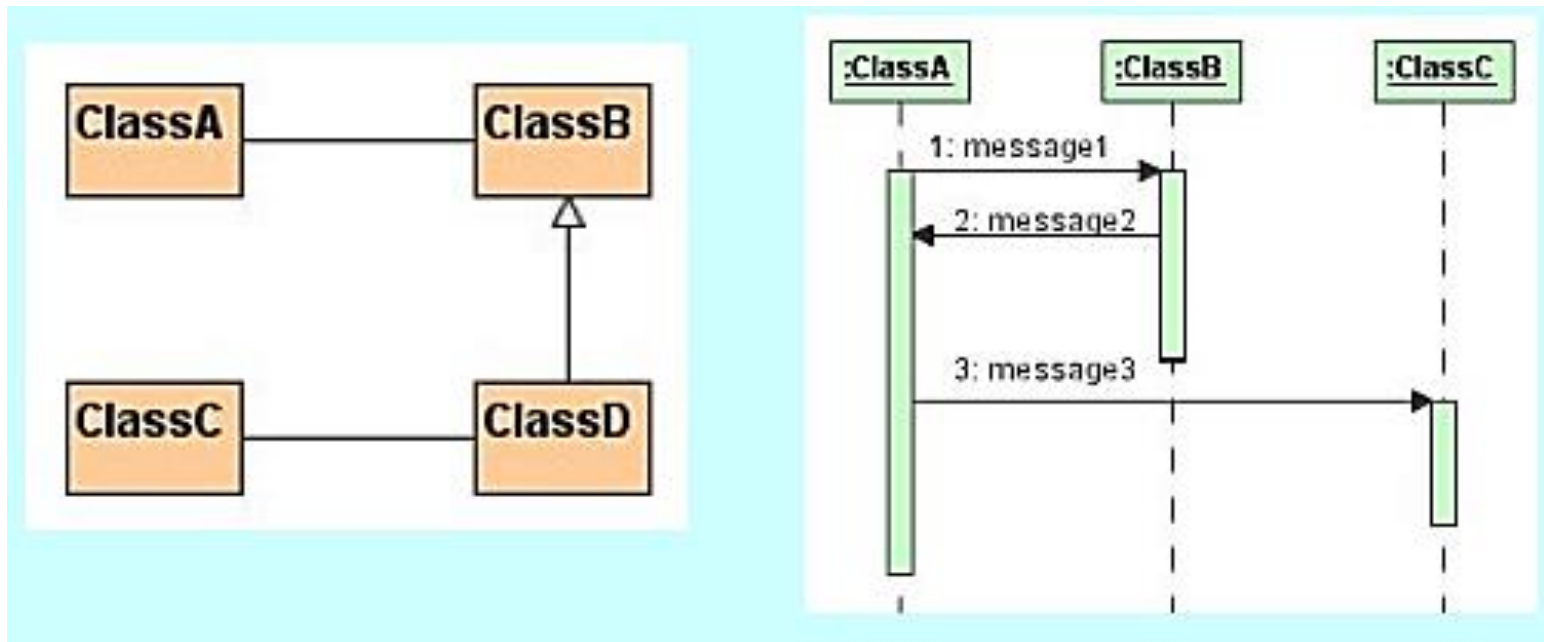 ClassA
ClassB
ClassC
ClassD
:ClassA
:ClassB
:ClassC
1: message1
2: message2
3: message3